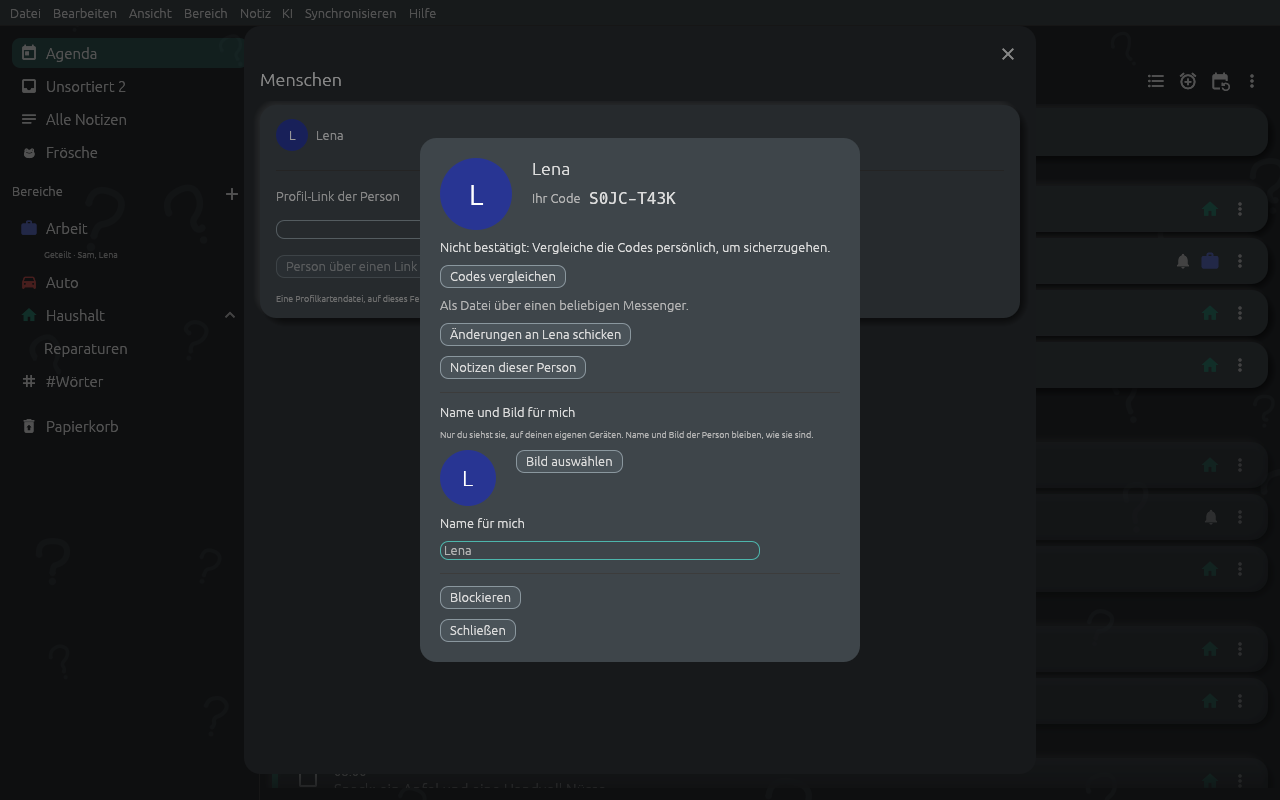 Datei Bearbeiten Ansicht Bereich Notiz KI Synchronisieren Hilfe
Agenda
Unsortiert 2
Alle Notizen
Frösche
Bereiche
Arbeit
Geteilt · Sam, Lena
Auto
Haushalt
Reparaturen
#Wörter
Papierkorb
Menschen
L Lena
Profil-Link der Person
Person über einen Link
Eine Profilkartendatei, auf dieses Fe
L
Lena
Ihr Code S0JC-T43K
Nicht bestätigt: Vergleiche die Codes persönlich, um sicherzugehen.
Codes vergleichen
Als Datei über einen beliebigen Messenger.
Änderungen an Lena schicken
Notizen dieser Person
Name und Bild für mich
Nur du siehst sie, auf deinen eigenen Geräten. Name und Bild der Person bleiben, wie sie sind.
L
Bild auswählen
Name für mich
Lena
Blockieren
Schließen